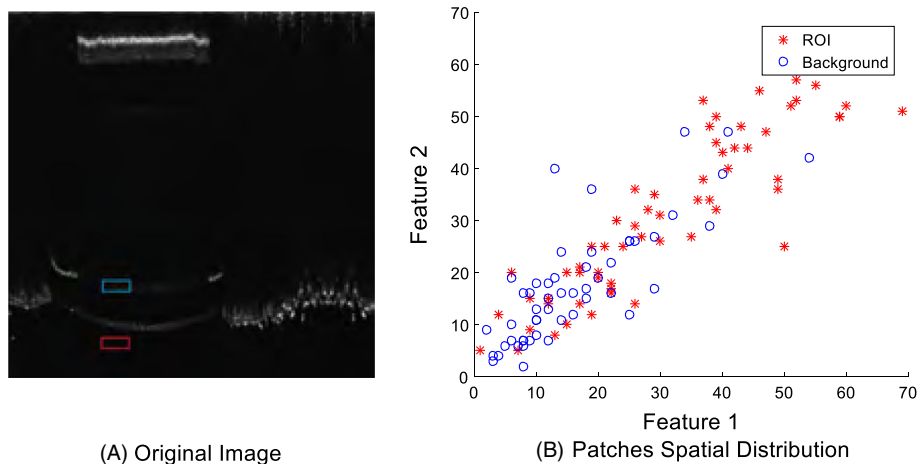 70
60
50
40
30
20
10
0
Feature 2
ROI
Background
0 10 20 30 40 50 60 70
Feature 1
(A) Original Image
(B) Patches Spatial Distribution